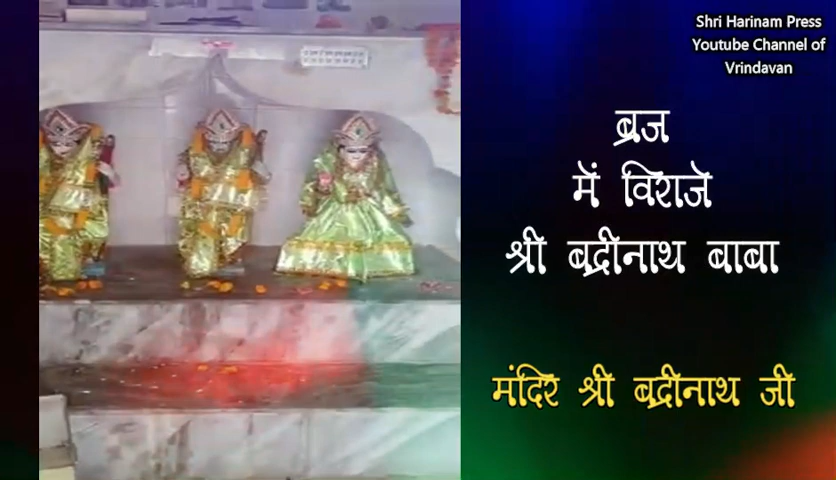 Shri Harinam Press
Youtube Channel of
Vrindavan
ब्रज
में विराजे
श्री बद्रीनाथ बाबा
मंदिर श्री बद्रीनाथ जी